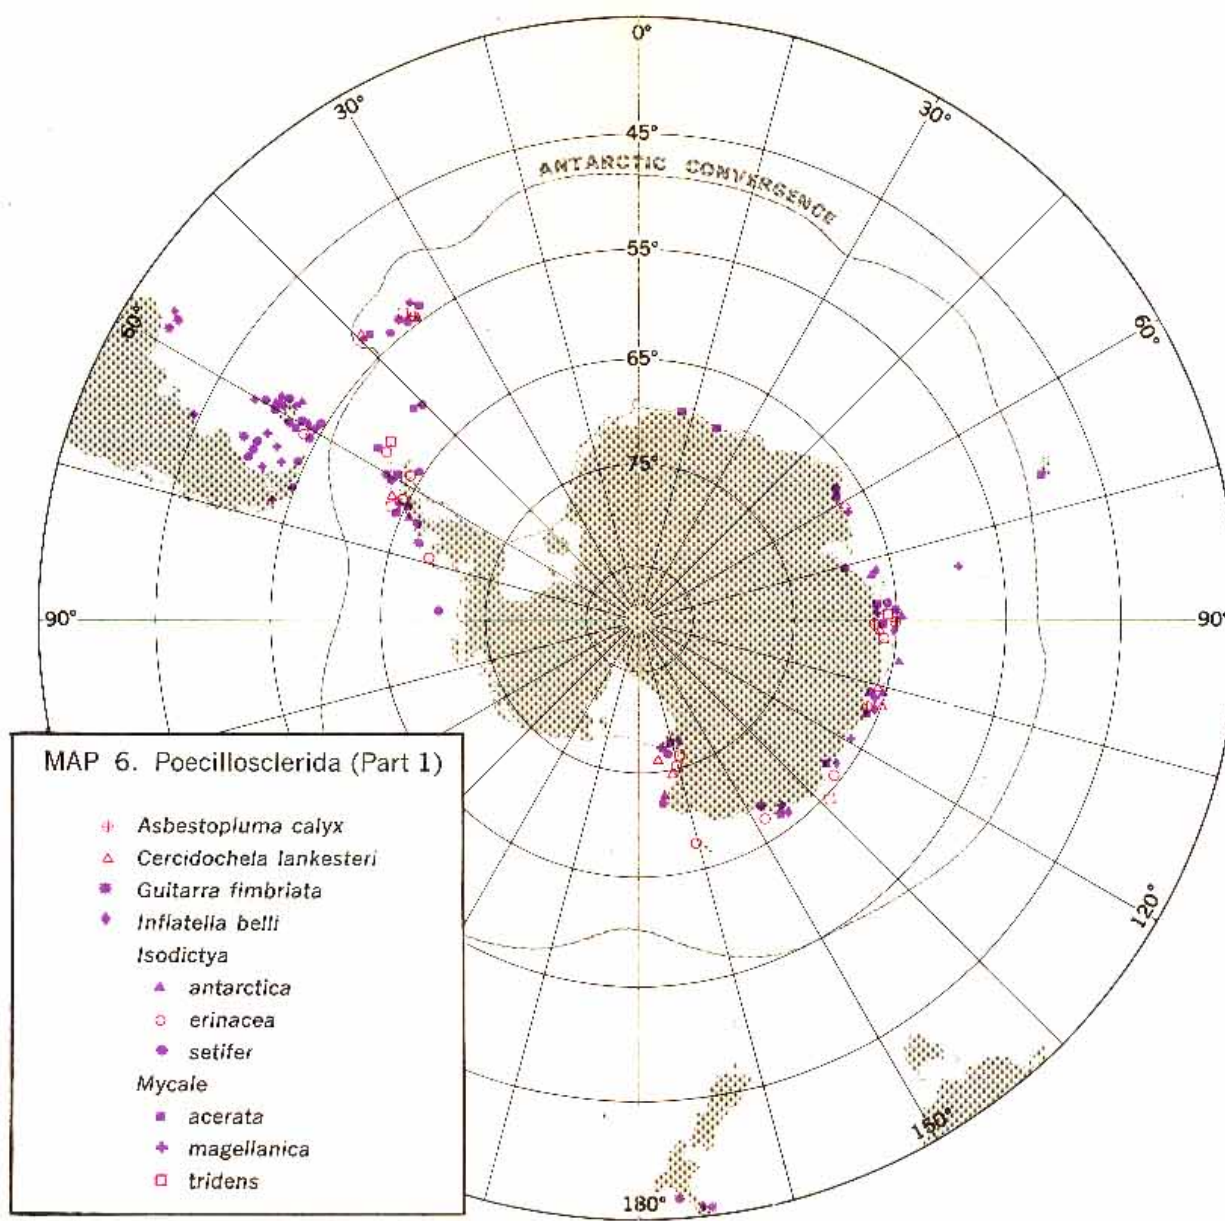 0°
30°
30°
45°
ANTARCTIC CONVERGENCE
55°
60°
60°
65°
75°
90°
90°
MAP 6. Poecillosclerida (Part 1)
Asbestopluma calyx
Cercidochela lankesteri
Guitarra fimbriata
Inflatella belli
Isodictya
antarctica
erinacea
setifer
Mycale
acerata
magellanica
tridens
120°
150°
180°